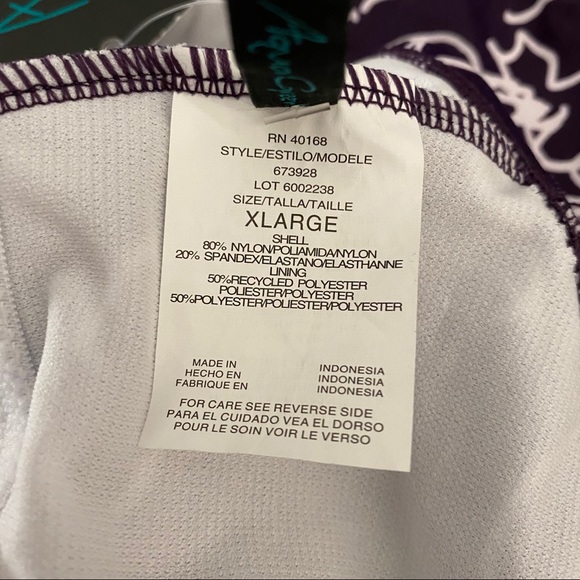 RN 40168
STYLE/ESTILO/MODELE
673928
LOT 6002238
SIZE/TALLA/TAILLE
XLARGE
SHELL
80% NYLON/POLIAMIDA/NYLON
20% SPANDEX/ELASTANO/ELASTHANNE
LINING
50%RECYCLED POLYESTER
POLIESTER/POLYESTER
50%POLYESTER/POLIESTER/POLYESTER
MADE IN INDONESIA
HECHO EN INDONESIA
FABRIQUE EN INDONESIA
FOR CARE SEE REVERSE SIDE
PARA EL CUIDADO VEA EL DORSO
POUR LE SOIN VOIR LE VERSO